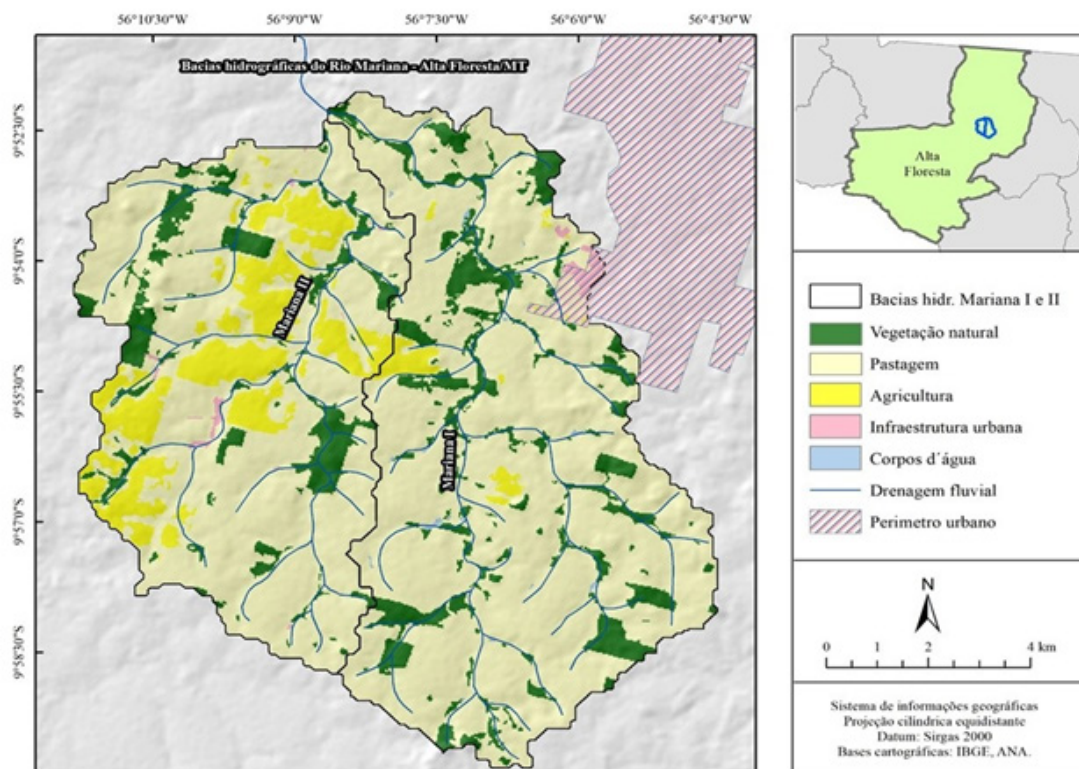 56°10'30"W 56°9'0"W 56°7'30"W 56°6'0"W 56°4'30"W
Bacias hidrográficas do Rio Mariana - Alta Floresta/MT
9°52'30"S
9°54'0"S
9°55'30"S
9°57'0"S
9°58'30"S
Mariana II
Mariana I
Alta
Floresta
Bacias hidr. Mariana I e II
Vegetação natural
Pastagem
Agricultura
Infraestrutura urbana
Corpos d´água
Drenagem fluvial
Perimetro urbano
N
0 1 2 4 km
Sistema de informações geográficas
Projeção cilíndrica equidistante
Datum: Sirgas 2000
Bases cartográficas: IBGE, ANA.